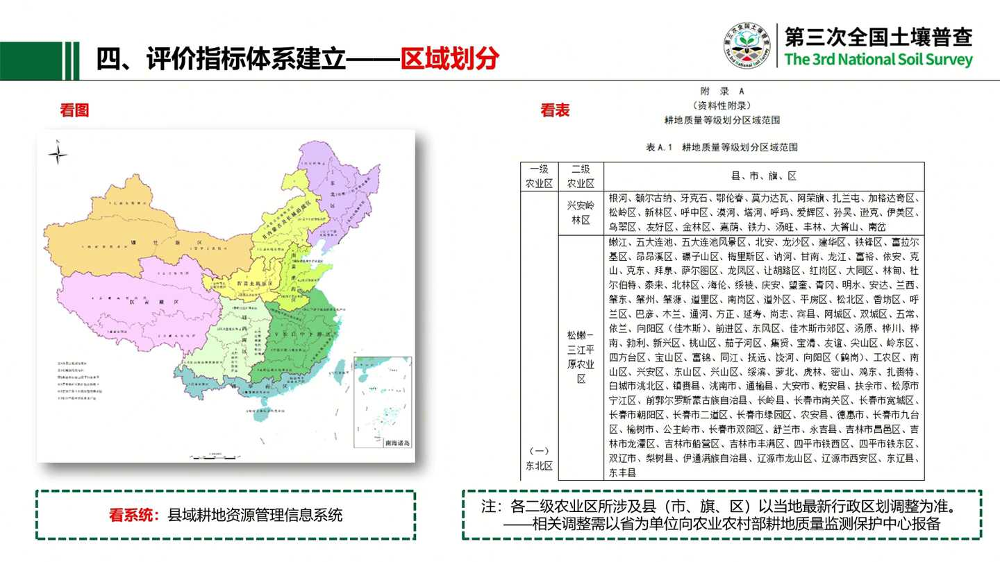 四、评价指标体系建立——区域划分
第三次全国土壤普查
The 3rd National Soil Survey
看图
南海诸岛
看系统：县域耕地资源管理信息系统
看表
附 录 A
（资料性附录）
耕地质量等级划分区域范围
表 A.1 耕地质量等级划分区域范围
一级
农业区
二级
农业区
县、市、旗、区
（一）
东北区
兴安岭
林区
根河、额尔古纳、牙克石、鄂伦春、莫力达瓦、阿荣旗、扎兰屯、加格达奇区、
松岭区、新林区、呼中区、漠河、塔河、呼玛、爱辉区、孙吴、逊克、伊美区、
乌翠区、友好区、金林区、嘉荫、铁力、汤旺、丰林、大箐山、南岔
松嫩—
三江平
原农业
区
嫩江、五大连池、五大连池风景区、北安、龙沙区、建华区、铁锋区、富拉尔
基区、昂昂溪区、碾子山区、梅里斯区、讷河、甘南、龙江、富裕、依安、克
山、克东、拜泉、萨尔图区、龙凤区、让胡路区、红岗区、大同区、林甸、杜
尔伯特、泰来、北林区、海伦、绥棱、庆安、望奎、青冈、明水、安达、兰西、
肇东、肇州、肇源、道里区、南岗区、道外区、平房区、松北区、香坊区、呼
兰区、巴彦、木兰、通河、方正、延寿、尚志、宾县、阿城区、双城区、五常、
依兰、向阳区（佳木斯）、前进区、东风区、佳木斯市郊区、汤原、桦川、桦
南、勃利、新兴区、桃山区、茄子河区、集贤、宝清、友谊、尖山区、岭东区、
四方台区、宝山区、富锦、同江、抚远、饶河、向阳区（鹤岗）、工农区、南
山区、兴安区、东山区、兴山区、绥滨、萝北、虎林、密山、鸡东、扎赉特、
白城市洮北区、镇赉县、洮南市、通榆县、大安市、乾安县、扶余市、松原市
宁江区、前郭尔罗斯蒙古族自治县、长岭县、长春市南关区、长春市宽城区、
长春市朝阳区、长春市二道区、长春市绿园区、农安县、德惠市、长春市九台
区、榆树市、公主岭市、长春市双阳区、舒兰市、永吉县、吉林市昌邑区、吉
林市龙潭区、吉林市船营区、吉林市丰满区、四平市铁西区、四平市铁东区、
双辽市、梨树县、伊通满族自治县、辽源市龙山区、辽源市西安区、东辽县、
东丰县
注：各二级农业区所涉及县（市、旗、区）以当地最新行政区划调整为准。
——相关调整需以省为单位向农业农村部耕地质量监测保护中心报备